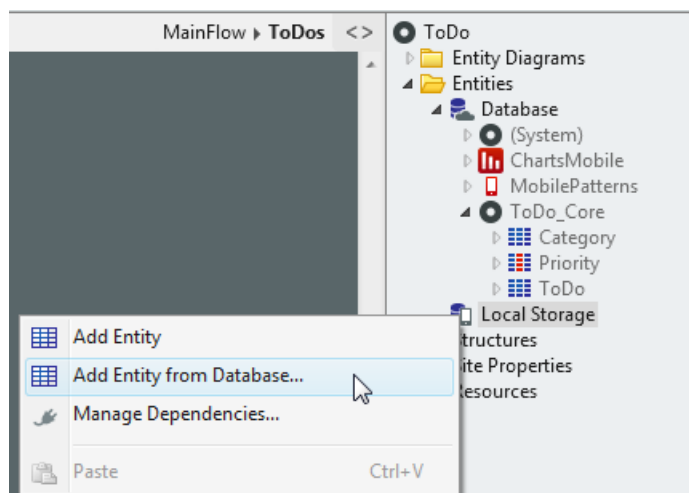 MainFlow ▸ ToDos <>
ToDo
Entity Diagrams
Entities
Database
(System)
ChartsMobile
MobilePatterns
ToDo_Core
Category
Priority
ToDo
Local Storage
Add Entity
Add Entity from Database...
Manage Dependencies...
Paste Ctrl+V
tructures
ite Properties
esources